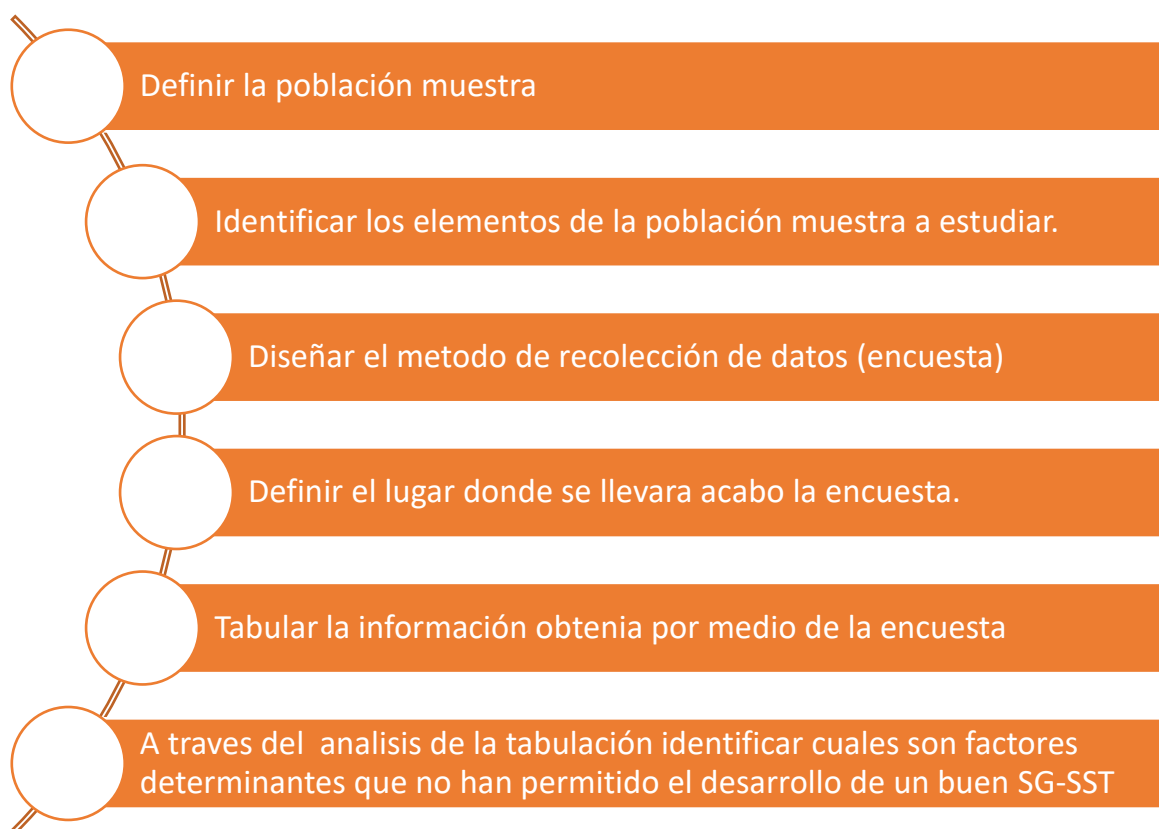 Definir la población muestra
Identificar los elementos de la población muestra a estudiar.
Diseñar el metodo de recolección de datos (encuesta)
Definir el lugar donde se llevara acabo la encuesta.
Tabular la información obtenia por medio de la encuesta
A traves del  analisis de la tabulación identificar cuales son factores
determinantes que no han permitido el desarrollo de un buen SG-SST